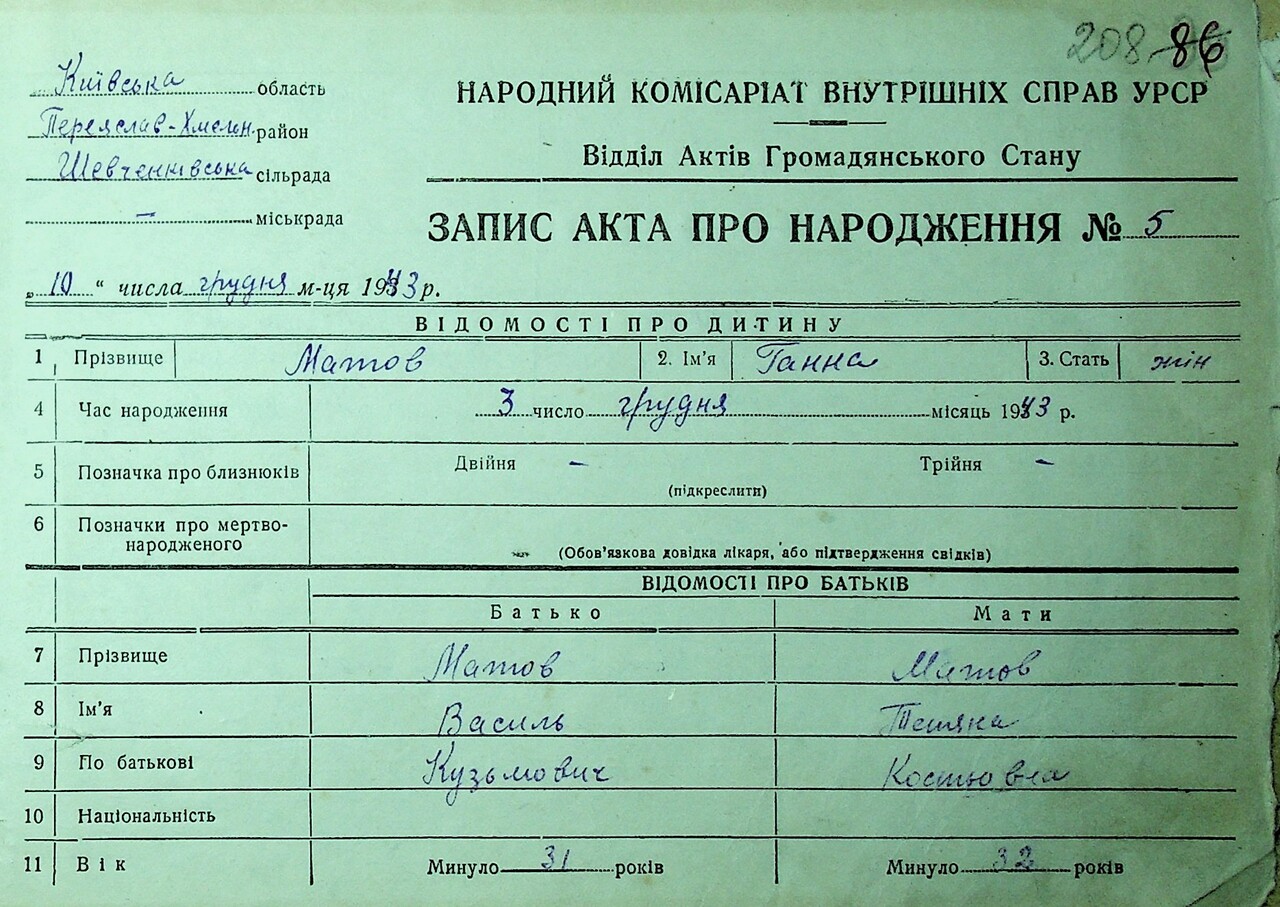 208 86
Київська область
Переяслав-Хмельн район
Шевченківська сільрада
— міськрада
НАРОДНИЙ КОМІСАРІАТ ВНУТРІШНІХ СПРАВ УРСР
Відділ Актів Громадянського Стану
ЗАПИС АКТА ПРО НАРОДЖЕННЯ № 5
„10“ числа грудня м-ця 1943 р.
ВІДОМОСТІ ПРО ДИТИНУ
1 Прізвище Матов 2. Ім'я Ганна 3. Стать жін
4 Час народження 3 число грудня місяць 1943 р.
5 Позначка про близнюків Двійня — Трійня —
(підкреслити)
6 Позначки про мертво-
народженого
— (Обов'язкова довідка лікаря, або підтвердження свідків)
ВІДОМОСТІ ПРО БАТЬКІВ
Батько Мати
7 Прізвище Матов Матов
8 Ім'я Василь Тетяна
9 По батькові Кузьмович Костьовна
10 Національність
11 Вік Минуло 31 років Минуло 32 років